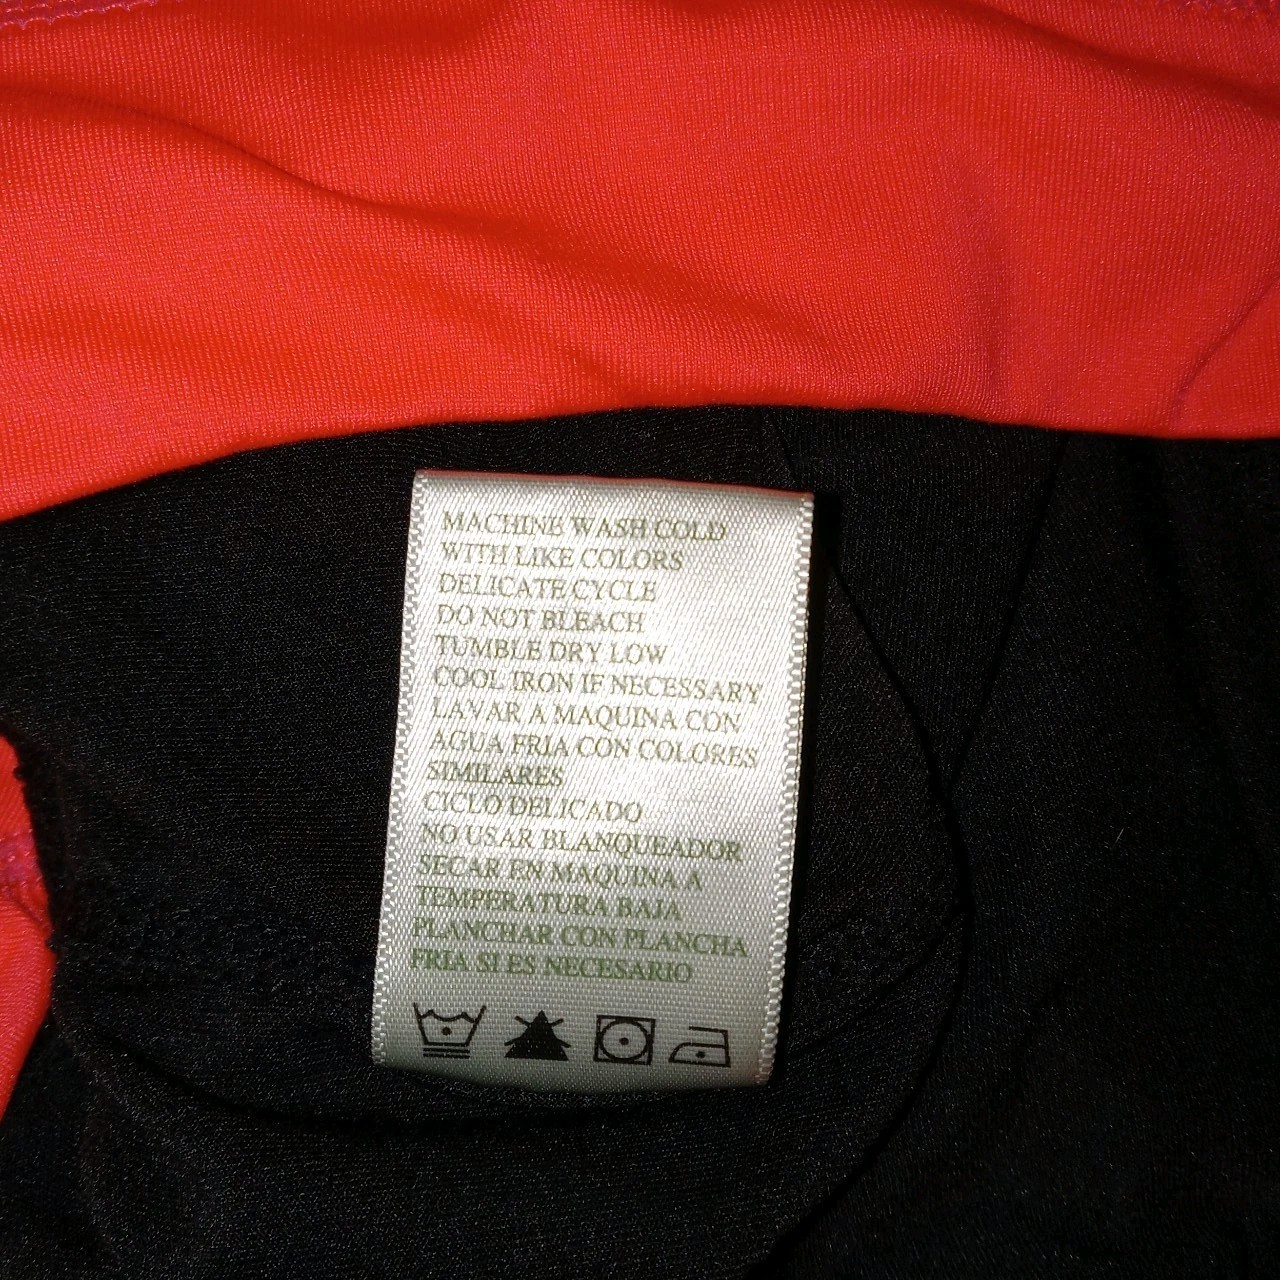 MACHINE WASH COLD
WITH LIKE COLORS
DELICATE CYCLE
DO NOT BLEACH
TUMBLE DRY LOW
COOL IRON IF NECESSARY
LAVAR A MAQUINA CON
AGUA FRIA CON COLORES
SIMILARES
CICLO DELICADO
NO USAR BLANQUEADOR
SECAR EN MAQUINA A
TEMPERATURA BAJA
PLANCHAR CON PLANCHA
FRIA SI ES NECESARIO